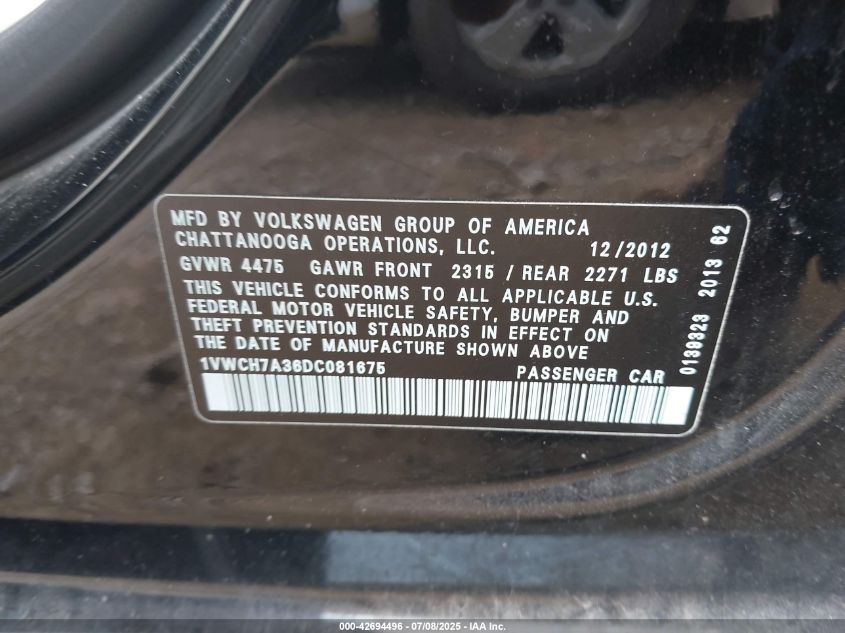 MFD BY VOLKSWAGEN GROUP OF AMERICA
CHATTANOOGA OPERATIONS, LLC. 12/2012
GVWR 4475 GAWR FRONT 2315 / REAR 2271 LBS
THIS VEHICLE CONFORMS TO ALL APPLICABLE U.S.
FEDERAL MOTOR VEHICLE SAFETY, BUMPER AND
THEFT PREVENTION STANDARDS IN EFFECT ON
THE DATE OF MANUFACTURE SHOWN ABOVE
1VWCH7A36DC081675 PASSENGER CAR
0139323 2013 62
000-42694496 - 07/08/2025 - IAA Inc.